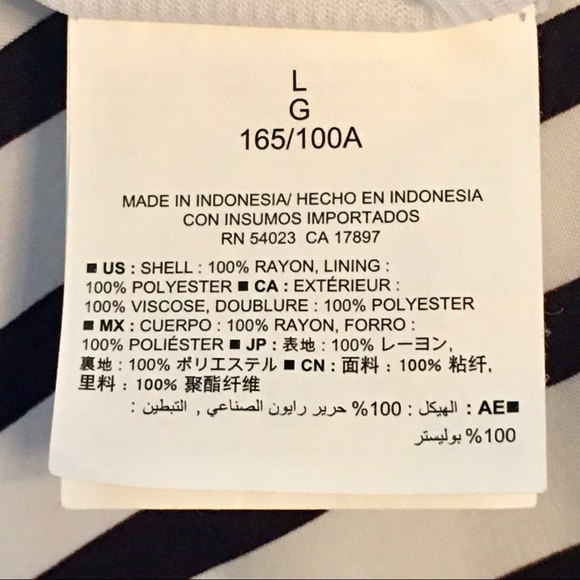 L
G
165/100A
MADE IN INDONESIA/ HECHO EN INDONESIA
CON INSUMOS IMPORTADOS
RN 54023 CA 17897
■ US : SHELL : 100% RAYON, LINING :
100% POLYESTER ■ CA : EXTÉRIEUR :
100% VISCOSE, DOUBLURE : 100% POLYESTER
■ MX : CUERPO : 100% RAYON, FORRO :
100% POLIÉSTER ■ JP : 表地 : 100% レーヨン,
裏地 : 100% ポリエステル ■ CN : 面料 : 100% 粘纤,
里料 : 100% 聚酯纤维
■AE : الهيكل : 100% حرير رايون الصناعي , التبطين :
100% بوليستر